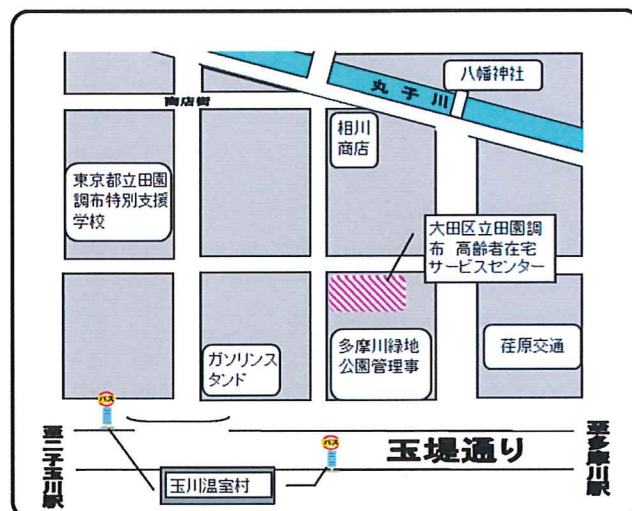 八幡神社
丸子川
商店街
相川
商店
東京都立田園
調布特別支援
学校
大田区立田園調
布 高齢者在宅
サービスセンター
ガソリンス
タンド
多摩川緑地
公園管理事
荏原交通
バス
バス
玉堤通り
至二子玉川駅
至多摩川駅
玉川温室村